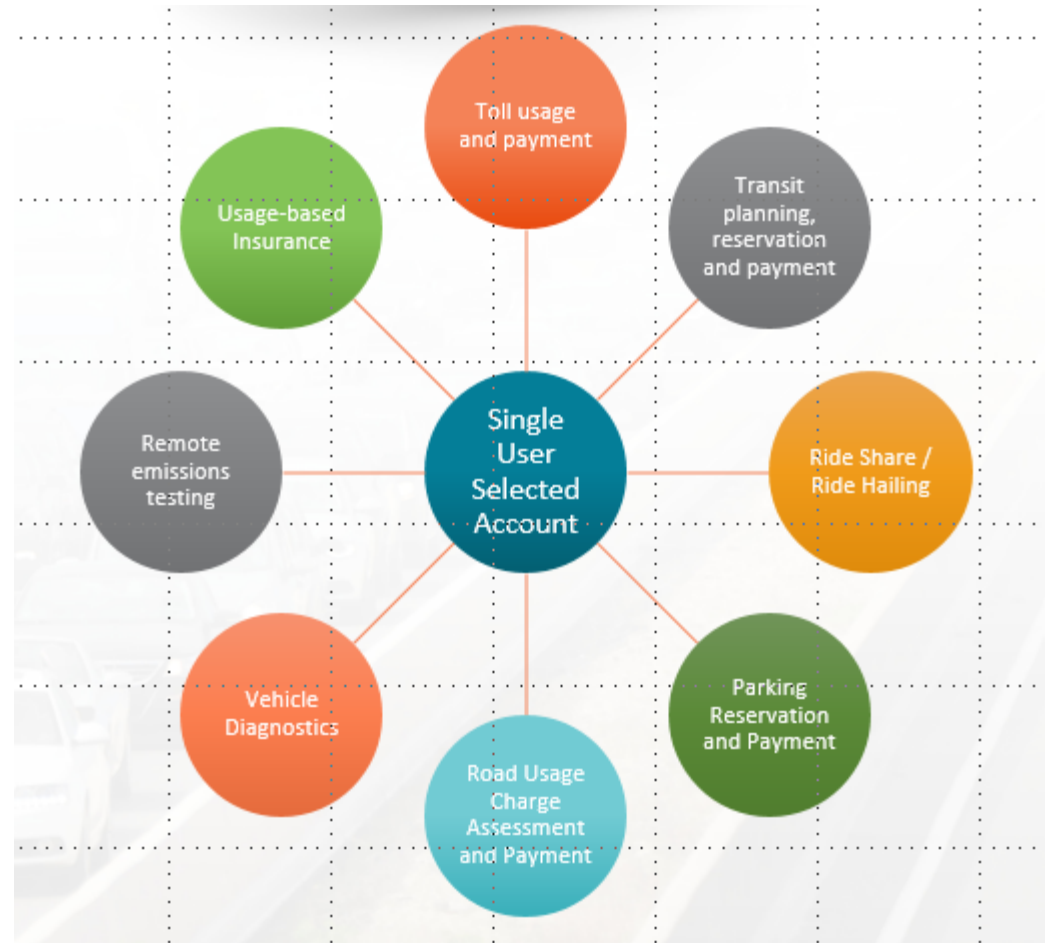 Toll usage
and payment
Transit
planning,
reservation
and payment
Usage-based
Insurance
Single
User
Selected
Account
Remote
emissions
testing
Ride Share /
Ride Hailing
Vehicle
Diagnostics
Parking
Reservation
and Payment
Road Usage
Charge
Assessment
and Payment